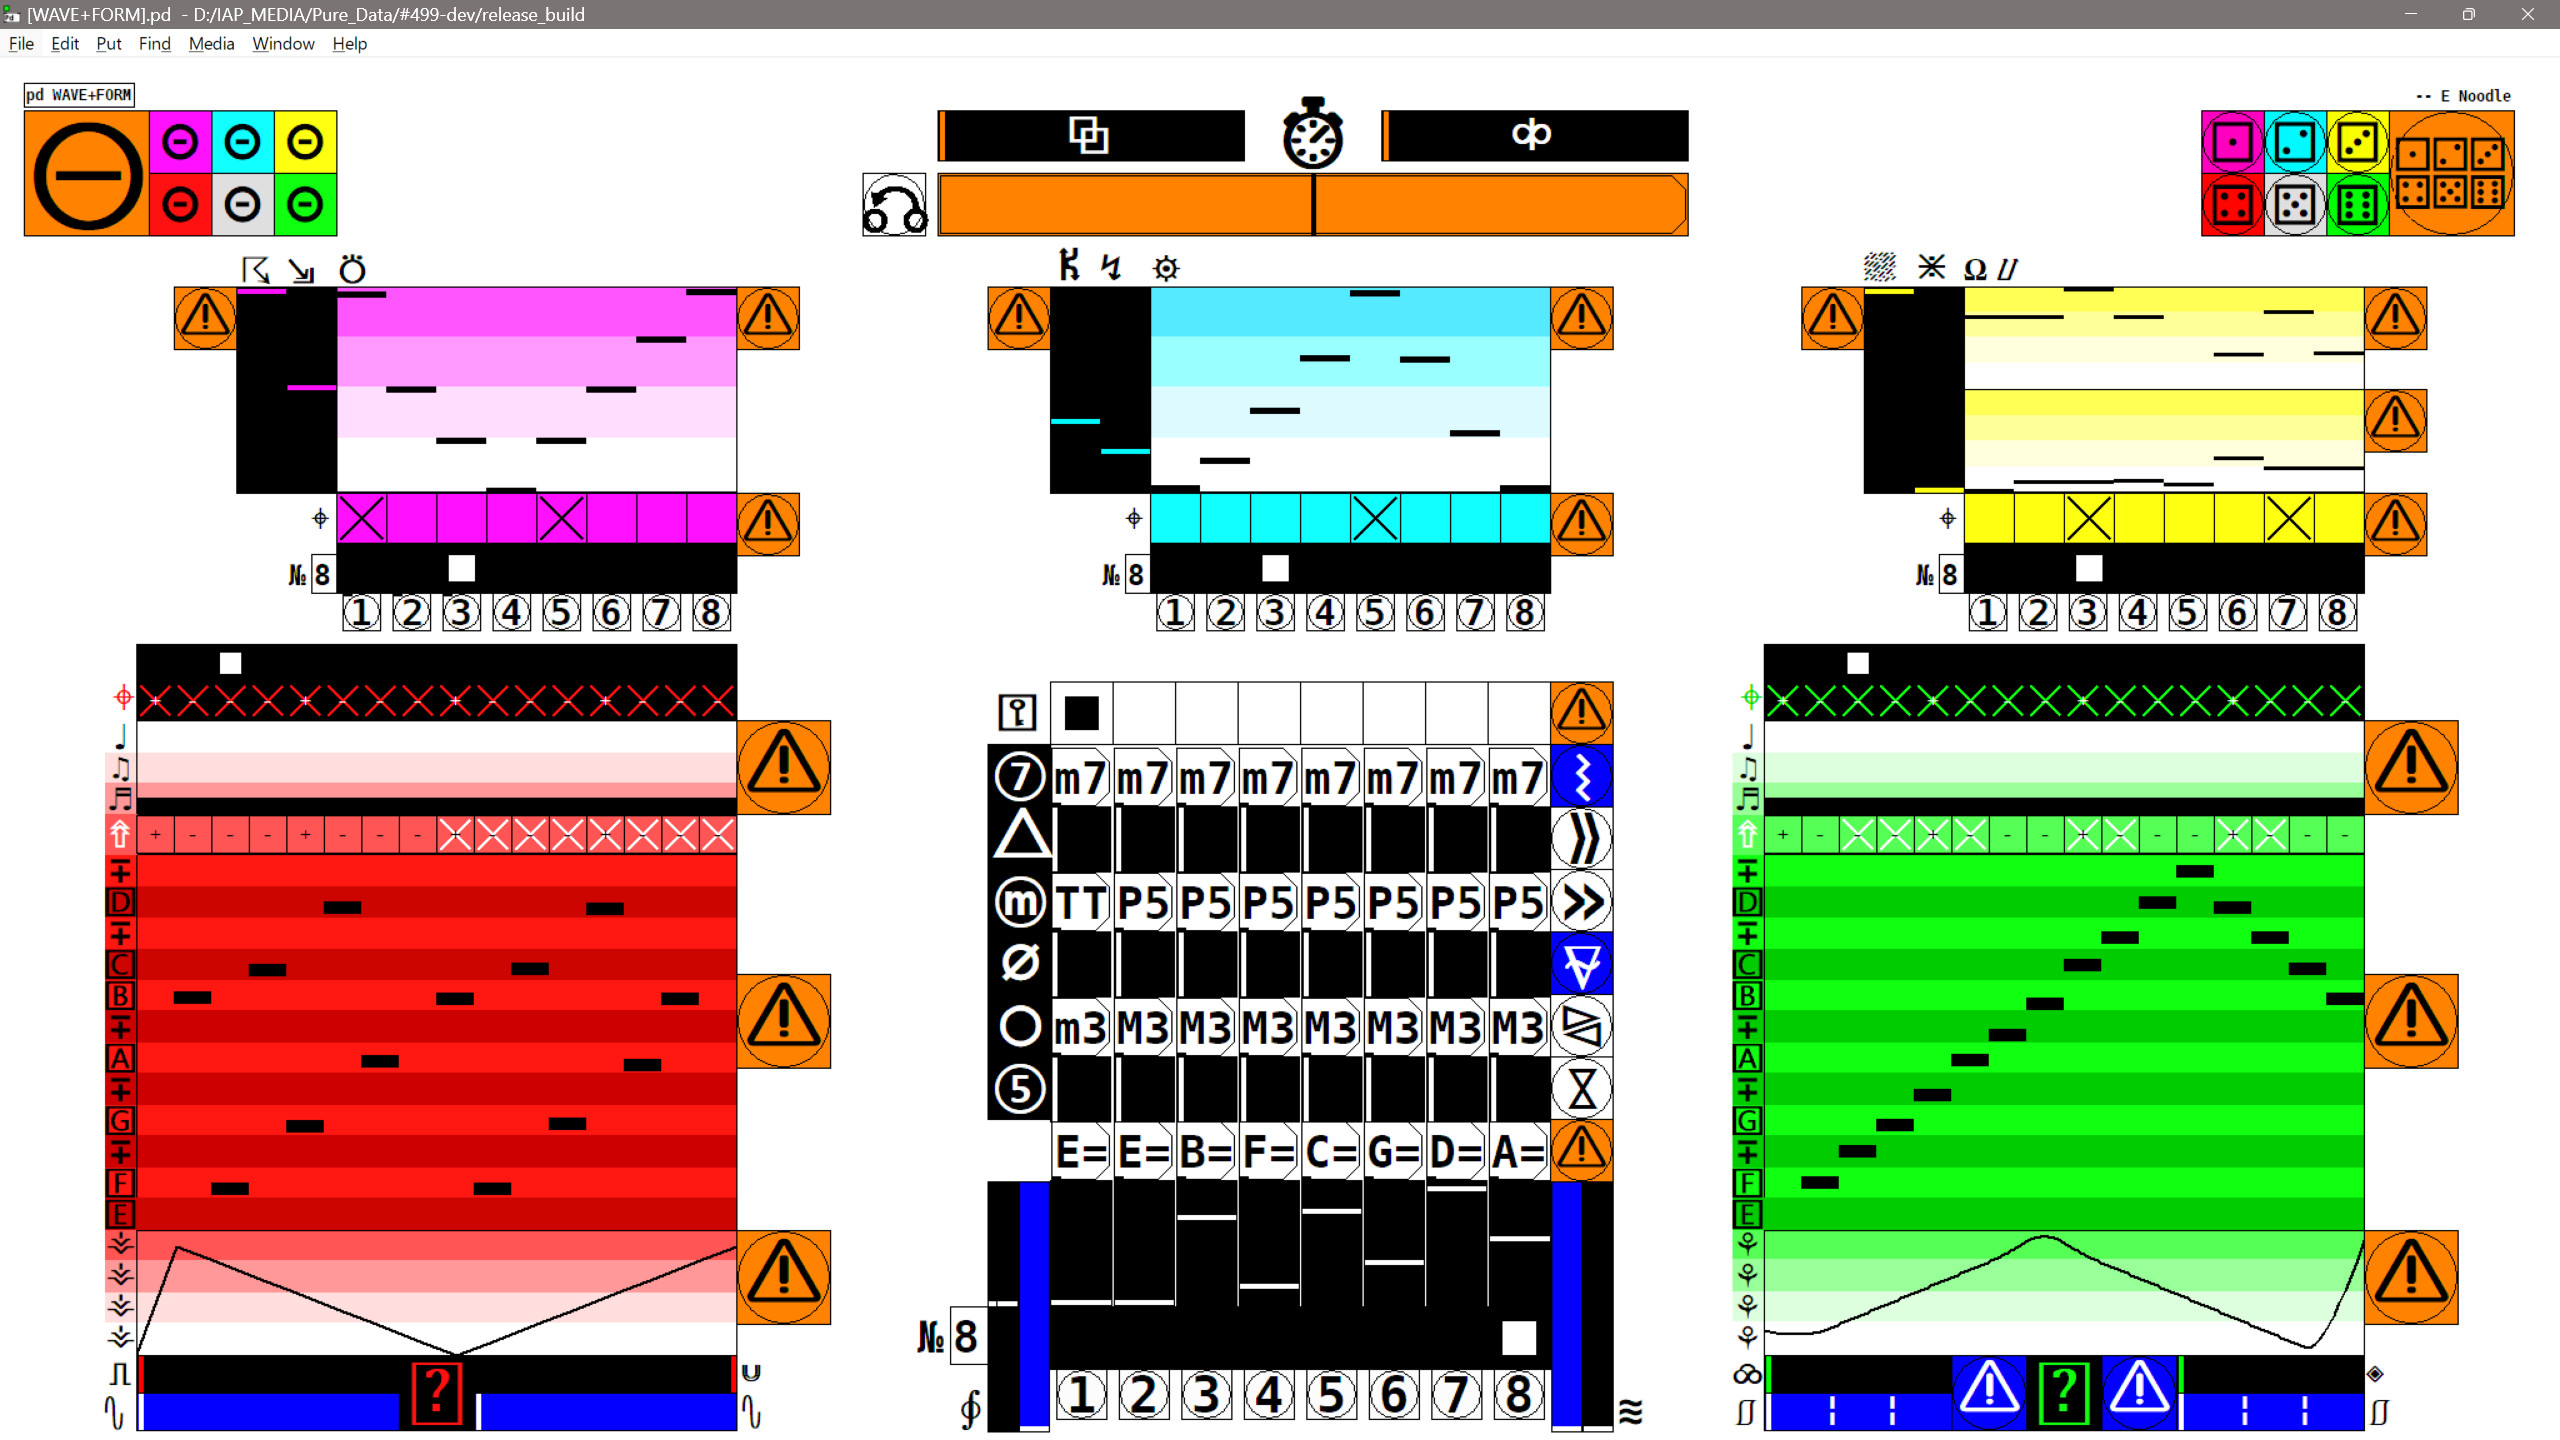 [WAVE+FORM].pd - D:/IAP_MEDIA/Pure_Data/#499-dev/release_build
File Edit Put Find Media Window Help
pd WAVE+FORM
-- E Noodle
№ 8
1 2 3 4 5 6 7 8
№ 8
1 2 3 4 5 6 7 8
№ 8
1 2 3 4 5 6 7 8
+ - - - + - - - + - - - + - - -
D
C
B
A
G
F
E
?
7 m7 m7 m7 m7 m7 m7 m7 m7
m TT P5 P5 P5 P5 P5 P5 P5
Ø
m3 M3 M3 M3 M3 M3 M3 M3
5
E= E= B= F= C= G= D= A=
№ 8
1 2 3 4 5 6 7 8
+ - - - + - - - + - - - + - - -
D
C
B
A
G
F
E
?